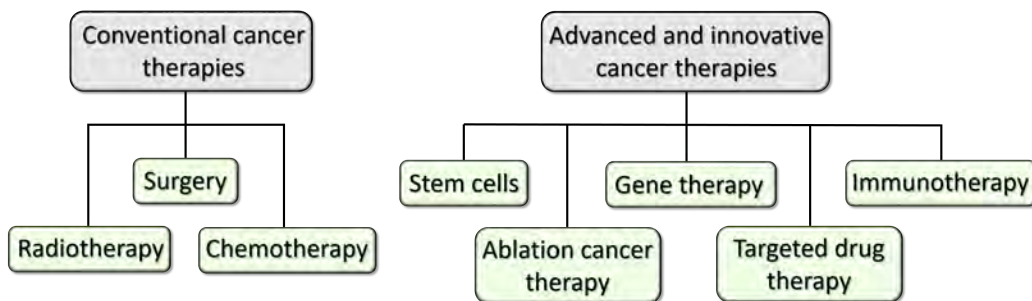 Conventional cancer
therapies
Surgery
Radiotherapy
Chemotherapy
Advanced and innovative
cancer therapies
Stem cells
Gene therapy
Immunotherapy
Ablation cancer
therapy
Targeted drug
therapy